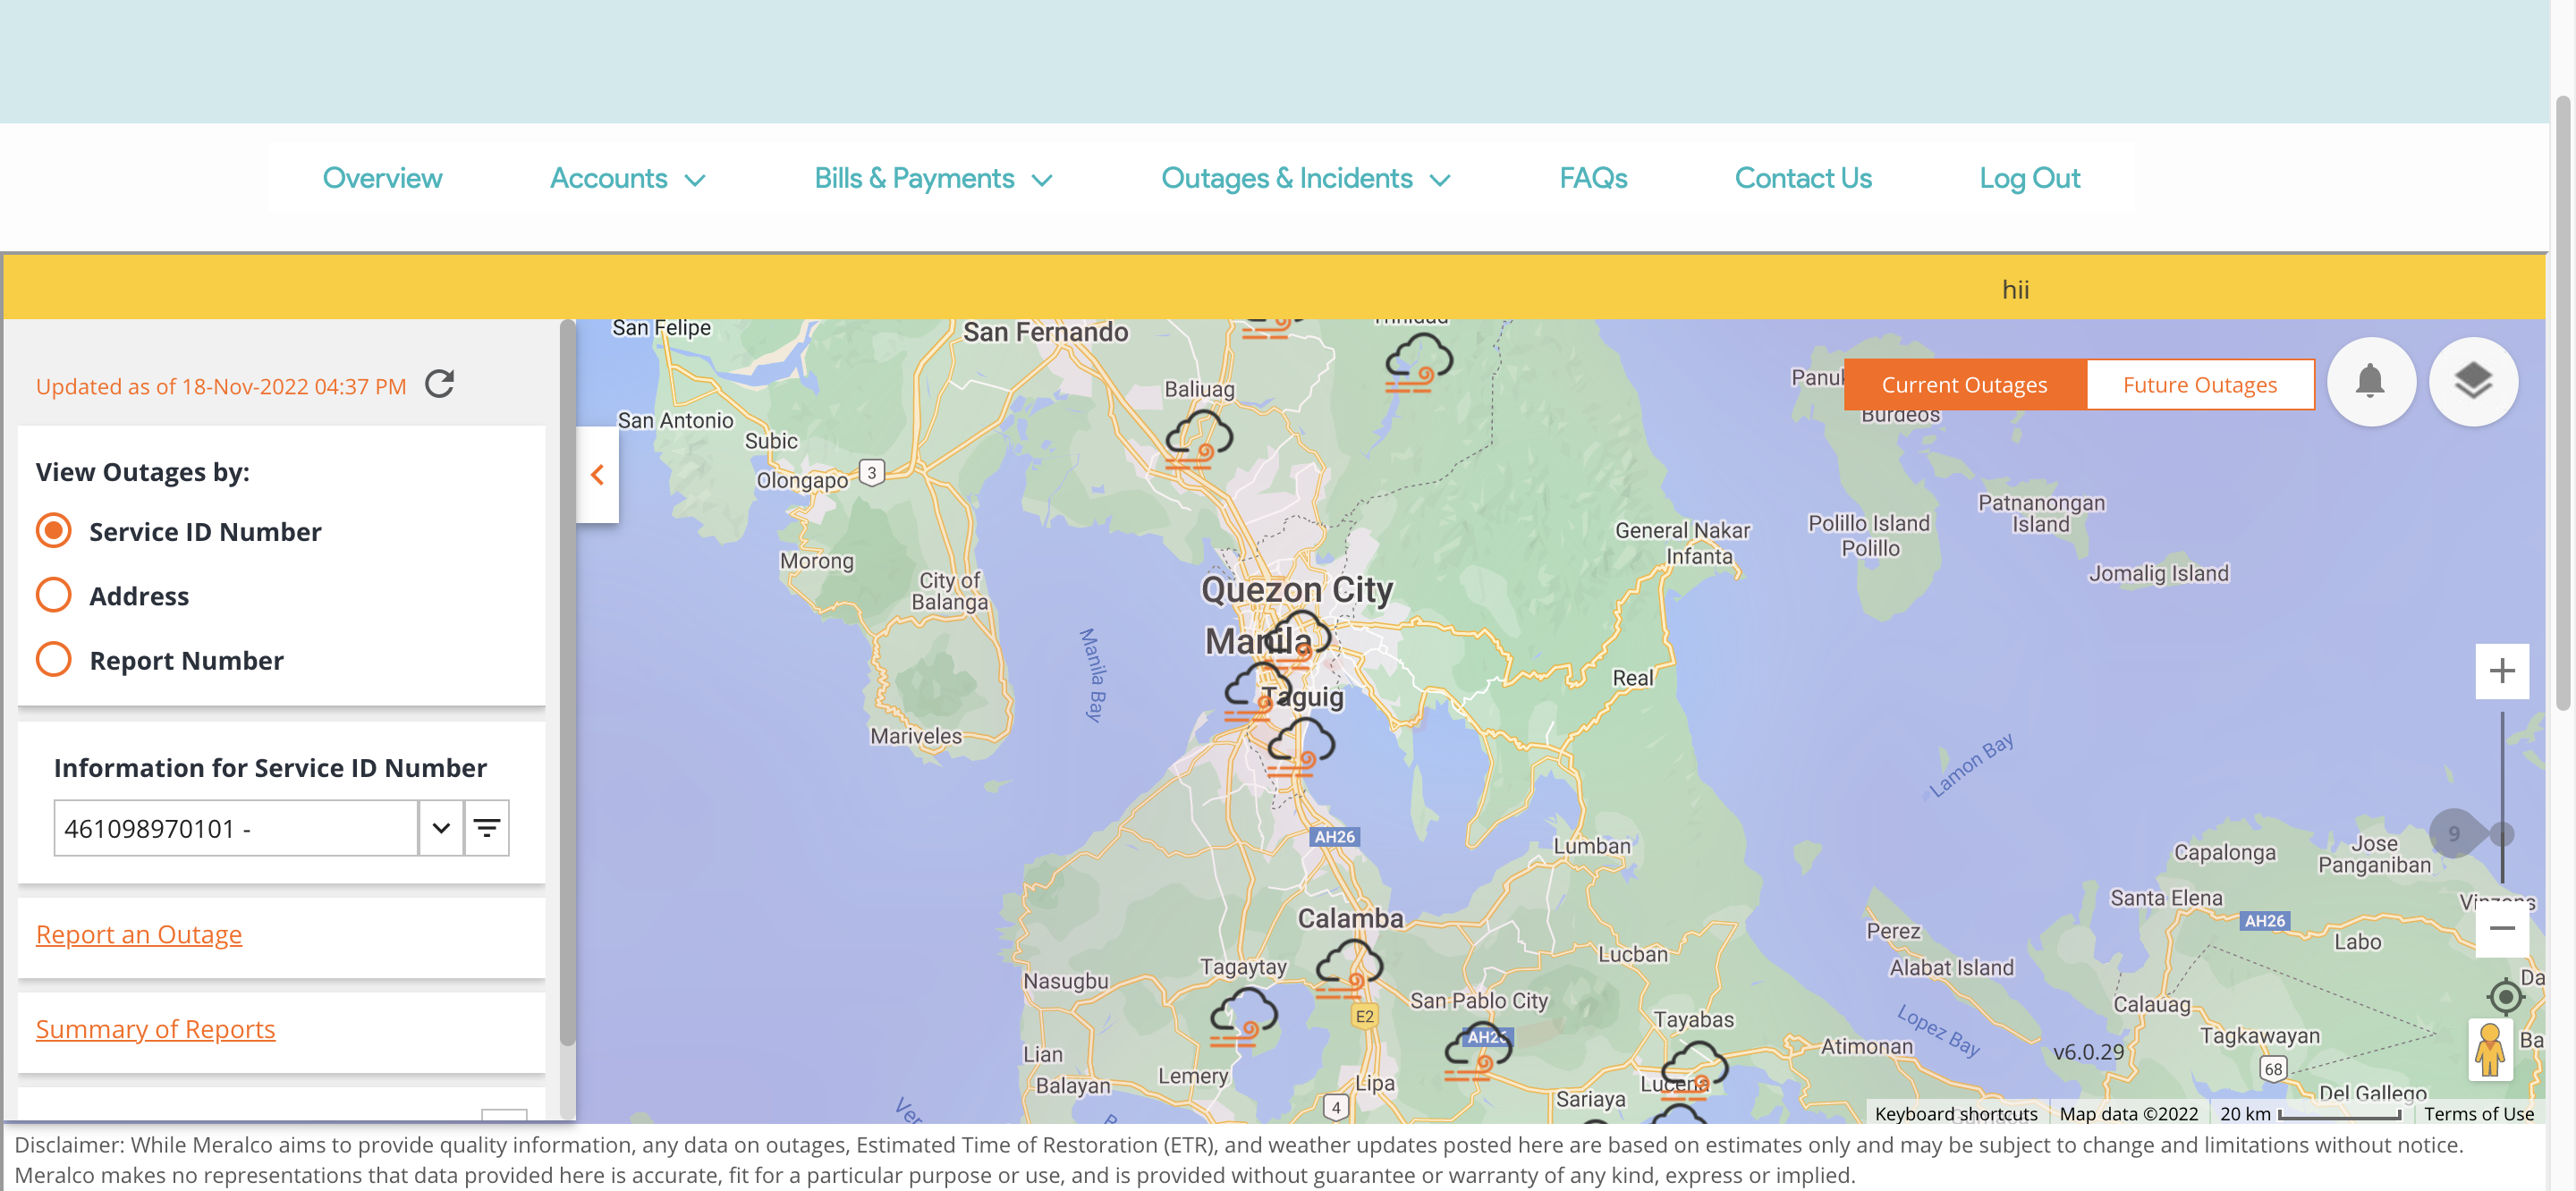 Overview
Accounts
Bills & Payments
Outages & Incidents
FAQs
Contact Us
Log Out
hii
Updated as of 18-Nov-2022 04:37 PM
View Outages by:
Service ID Number
Address
Report Number
Information for Service ID Number
461098970101 -
Report an Outage
Summary of Reports
Current Outages
Future Outages
San Felipe
San Fernando
Trinidad
Baliuag
San Antonio
Subic
Olongapo
3
Burdeos
Patnanongan
Island
Polillo Island
Polillo
General Nakar
Infanta
Jomalig Island
Morong
City of
Balanga
Quezon City
Manila
Manila Bay
Taguig
Real
Mariveles
Lamon Bay
AH26
9
Lumban
Capalonga
Jose
Panganiban
Santa Elena
Vinzons
AH26
Labo
Calamba
Perez
Lucban
Alabat Island
Tagaytay
Nasugbu
San Pablo City
E2
Calauag
Tayabas
Lopez Bay
AH26
Tagkawayan
Atimonan
v6.0.29
Lian
68
Balayan
Lemery
Lipa
Lucena
Sariaya
4
Del Gallego
Keyboard shortcuts
Map data ©2022
20 km
Terms of Use
Disclaimer: While Meralco aims to provide quality information, any data on outages, Estimated Time of Restoration (ETR), and weather updates posted here are based on estimates only and may be subject to change and limitations without notice.
Meralco makes no representations that data provided here is accurate, fit for a particular purpose or use, and is provided without guarantee or warranty of any kind, express or implied.